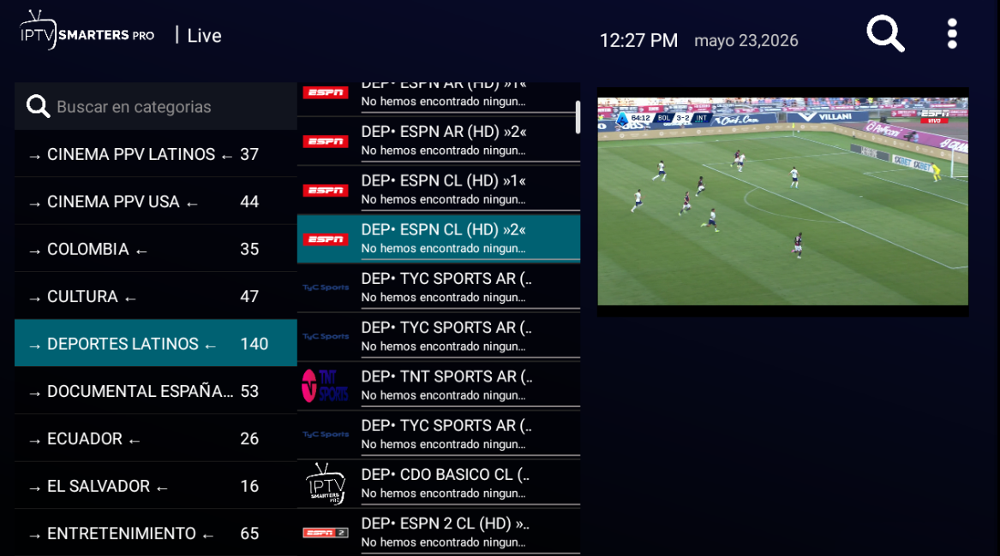 IPTV SMARTERS PRO | Live
12:27 PM mayo 23,2026
Buscar en categorias
→ CINEMA PPV LATINOS ← 37
→ CINEMA PPV USA ← 44
→ COLOMBIA ← 35
→ CULTURA ← 47
→ DEPORTES LATINOS ← 140
→ DOCUMENTAL ESPAÑA... 53
→ ECUADOR ← 26
→ EL SALVADOR ← 16
→ ENTRETENIMIENTO ← 65
ESPN
DEP• ESPN AR (HD) »1«
No hemos encontrado ningun...
ESPN
DEP• ESPN AR (HD) »2«
No hemos encontrado ningun...
ESPN
DEP• ESPN CL (HD) »1«
No hemos encontrado ningun...
ESPN
DEP• ESPN CL (HD) »2«
No hemos encontrado ningun...
TyC Sports
DEP• TYC SPORTS AR (..
No hemos encontrado ningun...
TyC Sports
DEP• TYC SPORTS AR (..
No hemos encontrado ningun...
TNT SPORTS
DEP• TNT SPORTS AR (..
No hemos encontrado ningun...
TyC Sports
DEP• TYC SPORTS AR (..
No hemos encontrado ningun...
IPTV SMARTERS PRO
DEP• CDO BASICO CL (..
No hemos encontrado ningun...
ESPN 2
DEP• ESPN 2 CL (HD) »..
No hemos encontrado ningun...
64:12 BOL 3-2 INT
VILLANI
ESPN
VIVO
1XBET